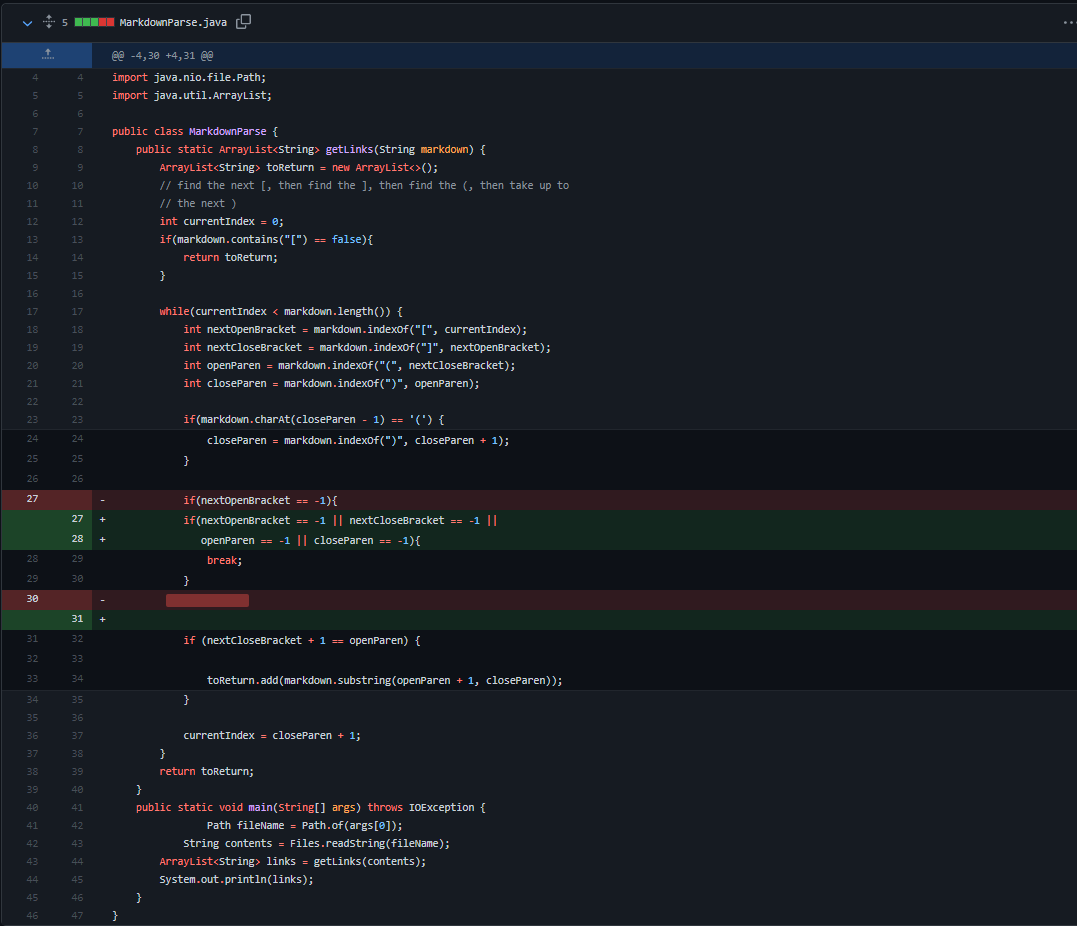 5 MarkdownParse.java ...
@@ -4,30 +4,31 @@
4 4 import java.nio.file.Path;
5 5 import java.util.ArrayList;
6 6
7 7 public class MarkdownParse {
8 8 public static ArrayList<String> getLinks(String markdown) {
9 9 ArrayList<String> toReturn = new ArrayList<>();
10 10 // find the next [, then find the ], then find the (, then take up to
11 11 // the next )
12 12 int currentIndex = 0;
13 13 if(markdown.contains("[") == false){
14 14 return toReturn;
15 15 }
16 16
17 17 while(currentIndex < markdown.length()) {
18 18 int nextOpenBracket = markdown.indexOf("[", currentIndex);
19 19 int nextCloseBracket = markdown.indexOf("]", nextOpenBracket);
20 20 int openParen = markdown.indexOf("(", nextCloseBracket);
21 21 int closeParen = markdown.indexOf(")", openParen);
22 22
23 23 if(markdown.charAt(closeParen - 1) == '(') {
24 24 closeParen = markdown.indexOf(")", closeParen + 1);
25 25 }
26 26
27 - if(nextOpenBracket == -1){
27 + if(nextOpenBracket == -1 || nextCloseBracket == -1 ||
28 + openParen == -1 || closeParen == -1){
28 29 break;
29 30 }
30 -
31 +
31 32 if (nextCloseBracket + 1 == openParen) {
32 33
33 34 toReturn.add(markdown.substring(openParen + 1, closeParen));
34 35 }
35 36
36 37 currentIndex = closeParen + 1;
37 38 }
38 39 return toReturn;
39 40 }
40 41 public static void main(String[] args) throws IOException {
41 42 Path fileName = Path.of(args[0]);
42 43 String contents = Files.readString(fileName);
43 44 ArrayList<String> links = getLinks(contents);
44 45 System.out.println(links);
45 46 }
46 47 }